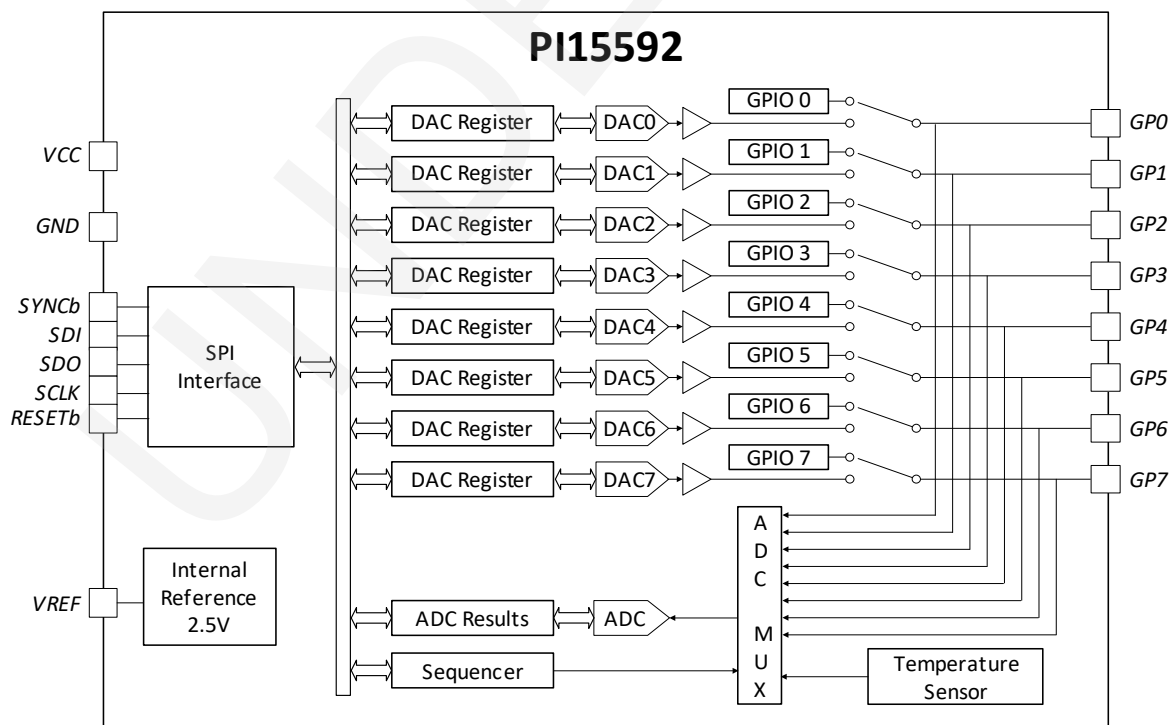 PI15592
VCC
GND
SYNCb
SDI
SDO
SCLK
RESETb
VREF
SPI
Interface
Internal
Reference
2.5V
DAC Register
DAC0
GPIO 0
GP0
DAC Register
DAC1
GPIO 1
GP1
DAC Register
DAC2
GPIO 2
GP2
DAC Register
DAC3
GPIO 3
GP3
DAC Register
DAC4
GPIO 4
GP4
DAC Register
DAC5
GPIO 5
GP5
DAC Register
DAC6
GPIO 6
GP6
DAC Register
DAC7
GPIO 7
GP7
ADC Results
ADC
Sequencer
A
D
C
M
U
X
Temperature
Sensor